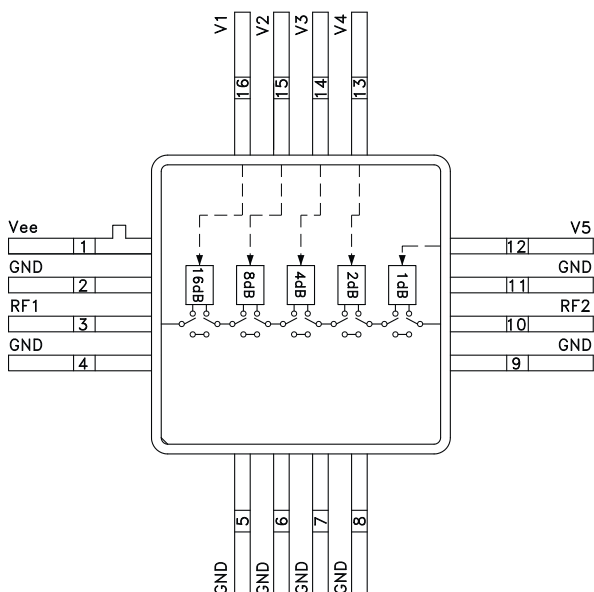 V1
V2
V3
V4
16
15
14
13
Vee
1
GND
2
RF1
3
GND
4
V5
12
GND
11
RF2
10
GND
9
16dB
8dB
4dB
2dB
1dB
5
6
7
8
GND
GND
GND
GND